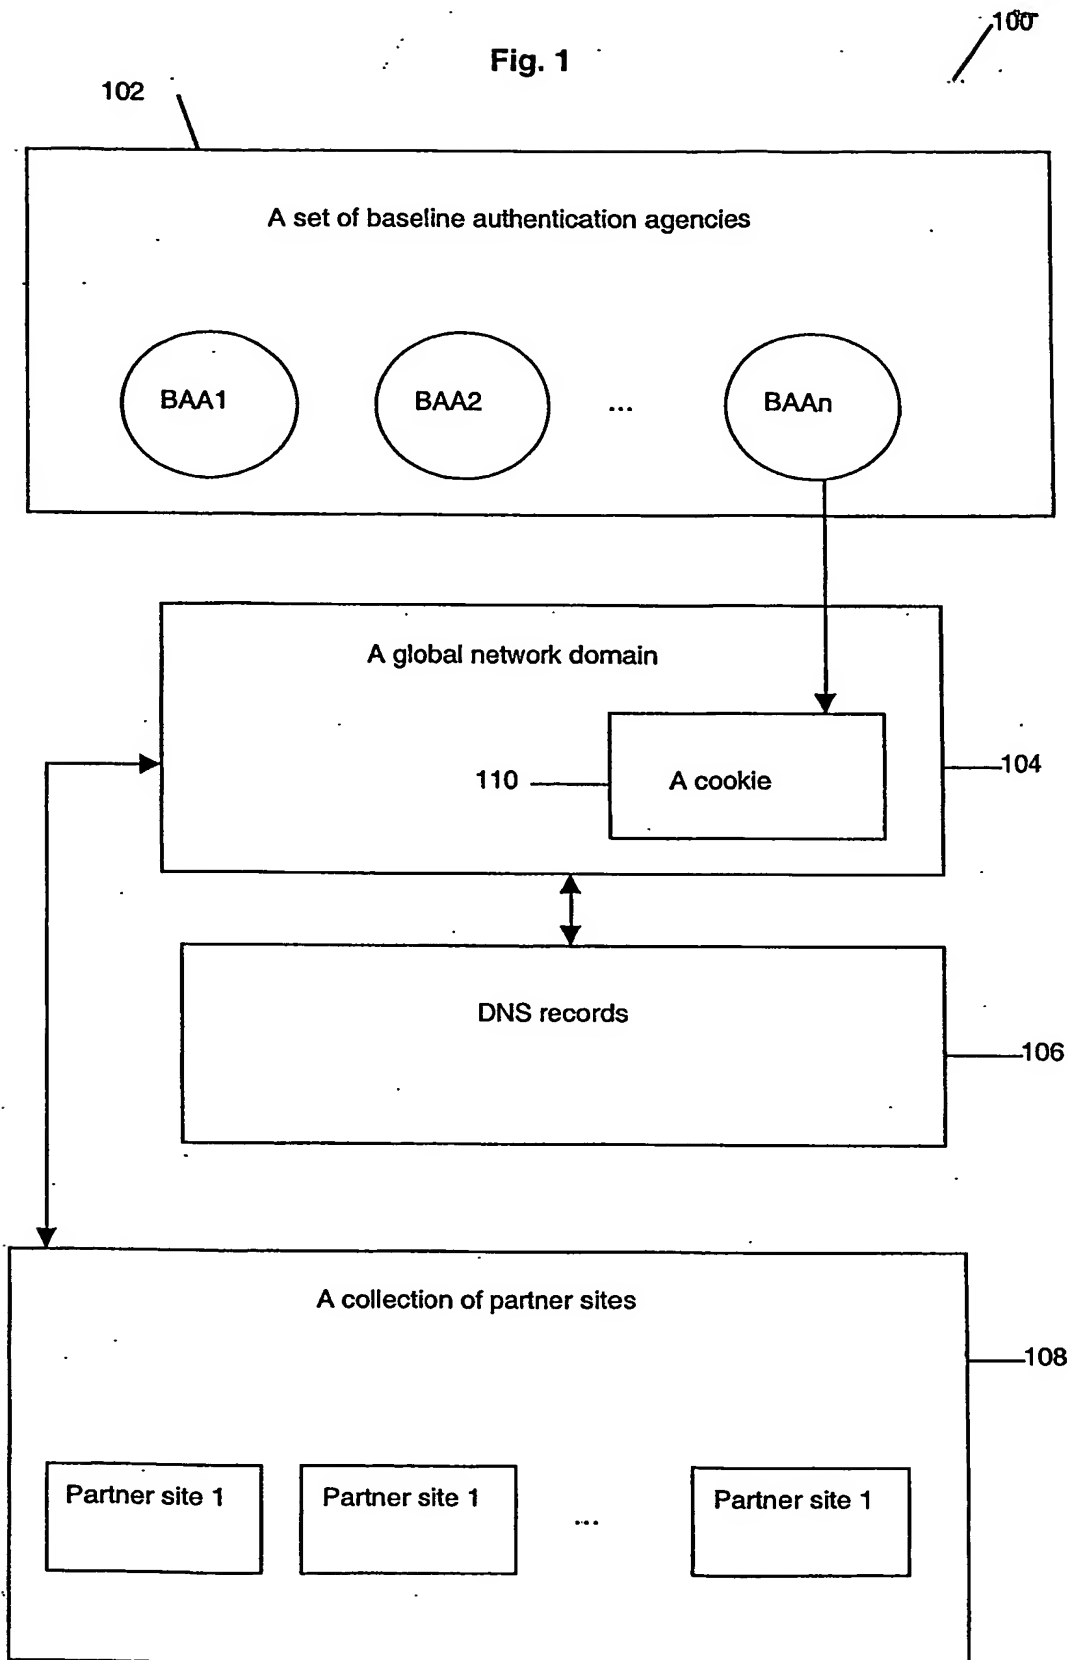 100
Fig. 1
102
A set of baseline authentication agencies
BAA1 BAA2 ... BAAn
A global network domain
110 A cookie 104
DNS records
106
A collection of partner sites
108
Partner site 1 Partner site 1 ... Partner site 1